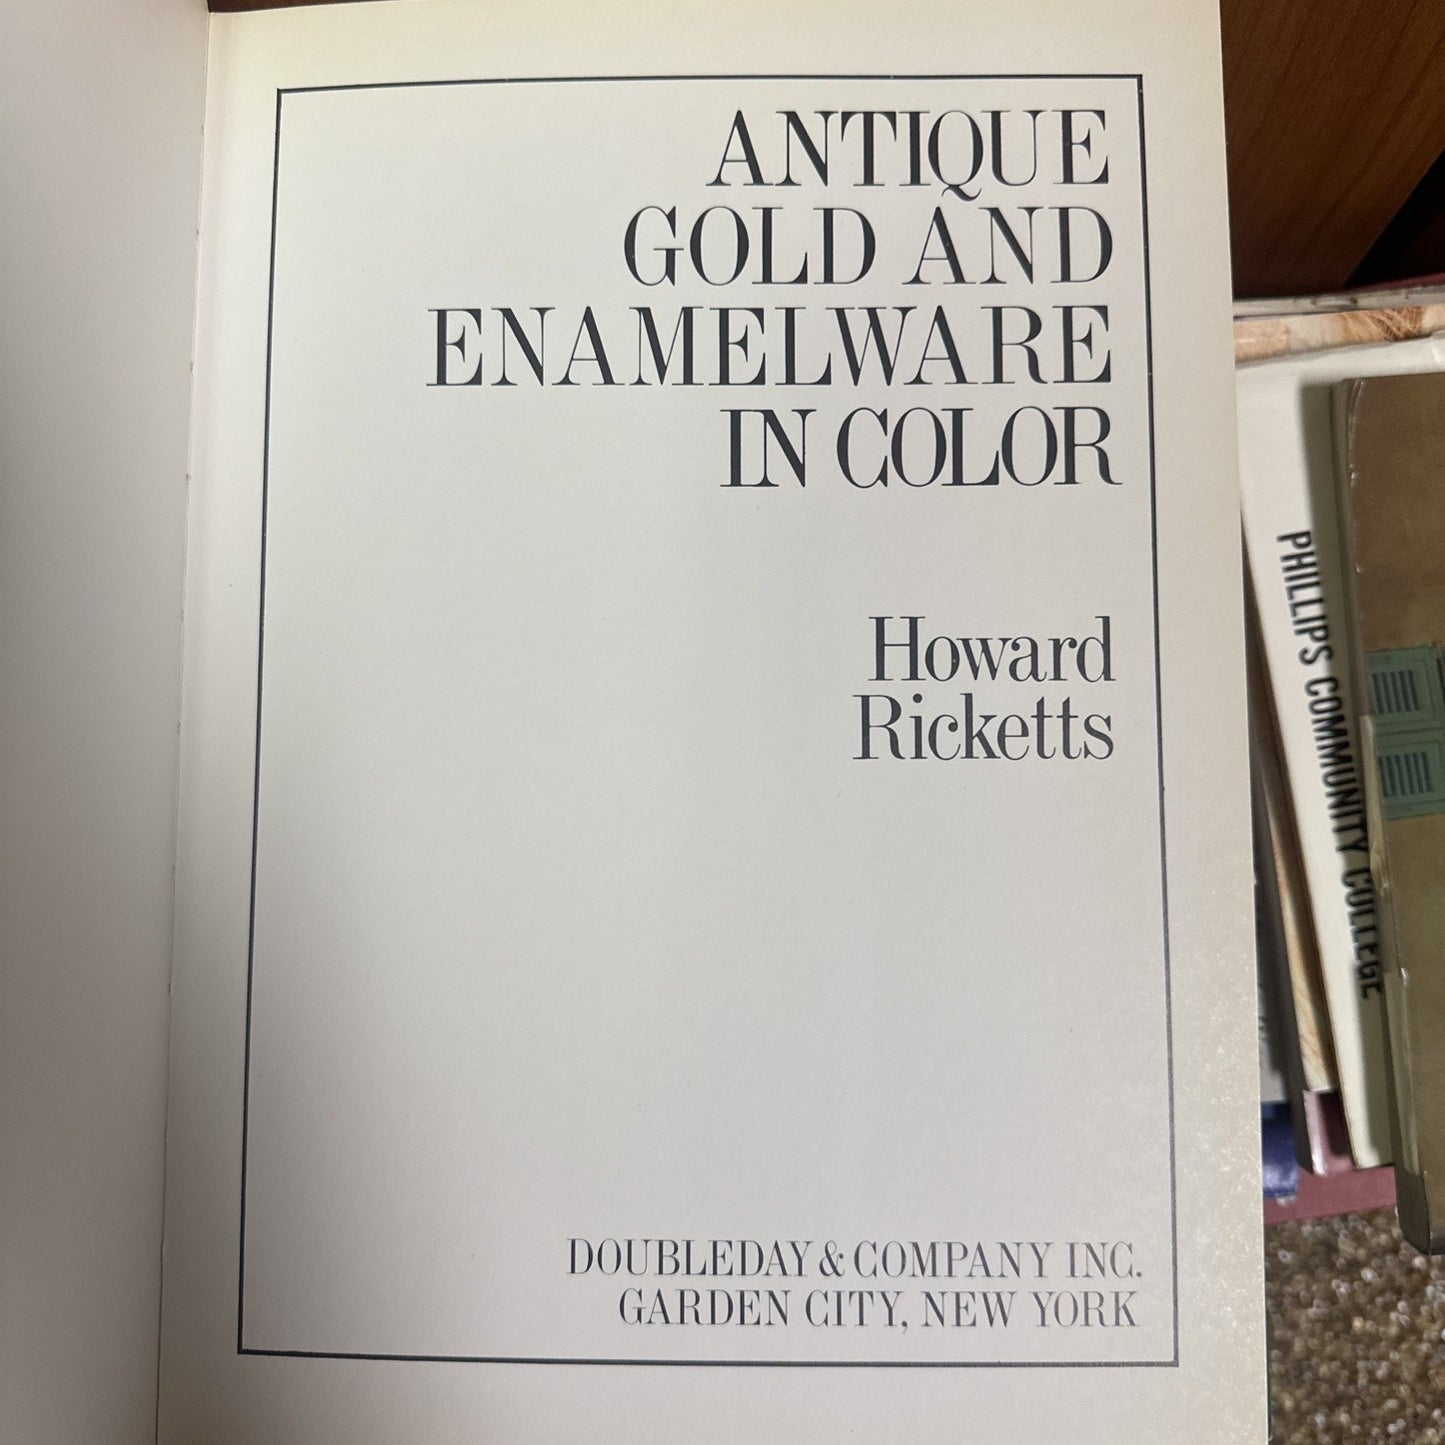 ANTIQUE
GOLD AND
ENAMELWARE
IN COLOR
Howard
Ricketts
DOUBLEDAY & COMPANY INC.
GARDEN CITY, NEW YORK
PHILLIPS COMMUNITY COLLEGE